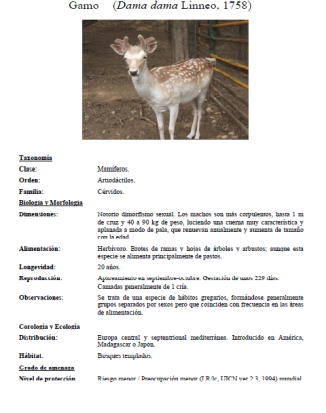 Gamo (Dama dama Linneo, 1758)
Taxonomía
Clase: Mamíferos.
Orden: Artiodáctilos.
Familia: Cérvidos.
Biología y Morfología
Dimensiones: Notorio dimorfismo sexual. Los machos son más corpulentos, hasta 1 m
de cruz y 40 a 90 kg de peso, luciendo una cuerna muy característica y
aplanada a modo de pala, que renuevan anualmente y aumenta de tamaño
con la edad.
Alimentación: Herbívoro. Brotes de ramas y hojas de árboles y arbustos; aunque esta
especie se alimenta principalmente de pastos.
Longevidad: 20 años.
Reproducción. Apareamiento en septiembre-octubre. Gestación de unos 229 días.
Camadas generalmente de 1 cría.
Observaciones: Se trata de una especie de hábitos gregarios, formándose generalmente
grupos separados por sexos pero que coinciden con frecuencia en las áreas
de alimentación.
Corología y Ecología
Distribución: Europa central y septentrional mediterránea. Introducido en América,
Madagascar o Japón.
Hábitat. Bosques templados.
Grado de amenaza
Nivel de protección Riesgo menor / Preocupación menor (LR/lc, UICN ver 2.3, 1994) mundial